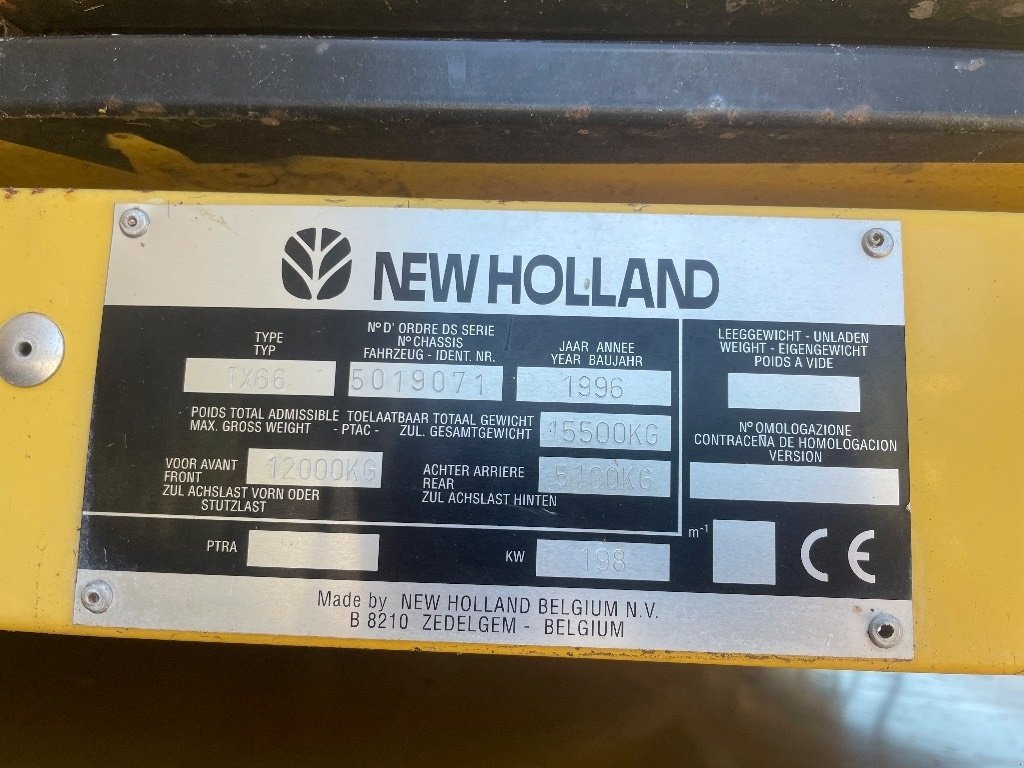 NEW HOLLAND
TYPE
TYP
TX66
N° D' ORDRE DS SERIE
N° CHASSIS
FAHRZEUG - IDENT. NR.
5019071
JAAR ANNEE
YEAR BAUJAHR
1996
LEEGGEWICHT - UNLADEN
WEIGHT - EIGENGEWICHT
POIDS A VIDE
POIDS TOTAL ADMISSIBLE TOELAATBAAR TOTAAL GEWICHT
MAX. GROSS WEIGHT - PTAC - ZUL. GESAMTGEWICHT
15500KG
N° OMOLOGAZIONE
CONTRACEÑA DE HOMOLOGACION
VERSION
VOOR AVANT
FRONT
ZUL ACHSLAST VORN ODER
STUTZLAST
12000KG
ACHTER ARRIERE
REAR
ZUL ACHSLAST HINTEN
PTRA
KW
198
m-1
CE
Made by NEW HOLLAND BELGIUM N.V.
B 8210 ZEDELGEM - BELGIUM